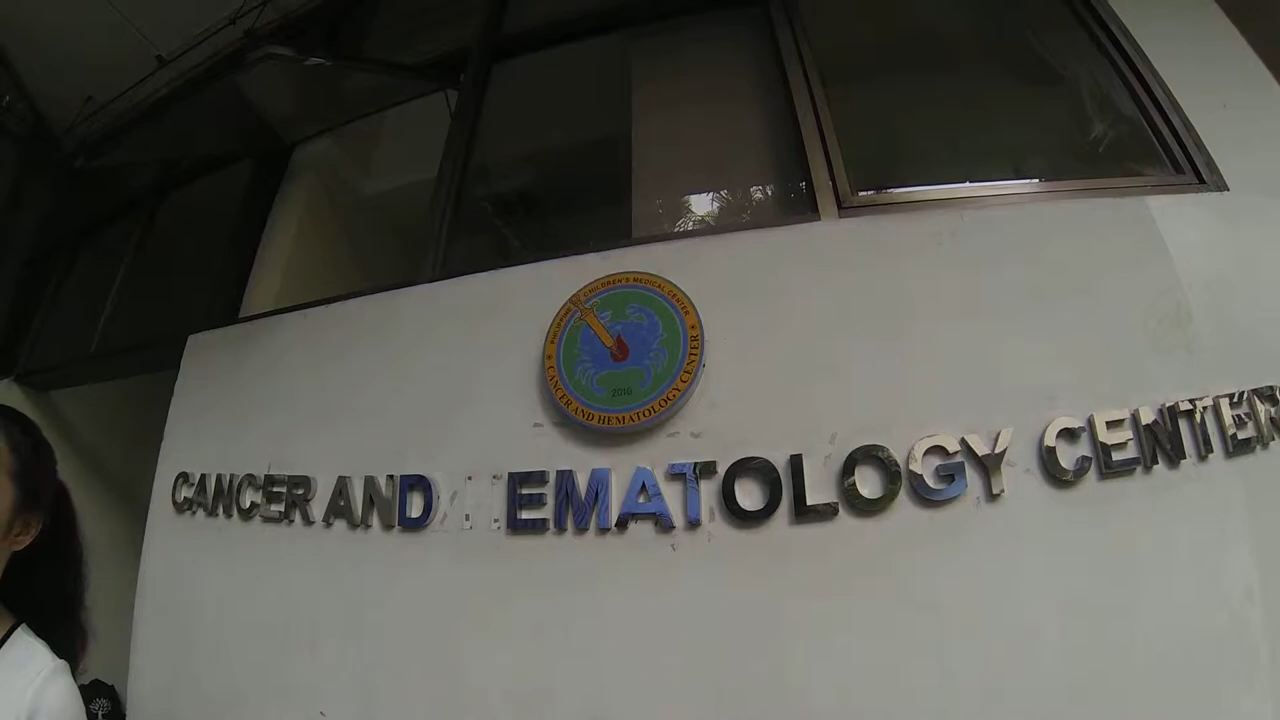 PHILIPPINE CHILDREN'S MEDICAL CENTER
2010
CANCER AND HEMATOLOGY CENTER
CANCER AND EMATOLOGY CENTER